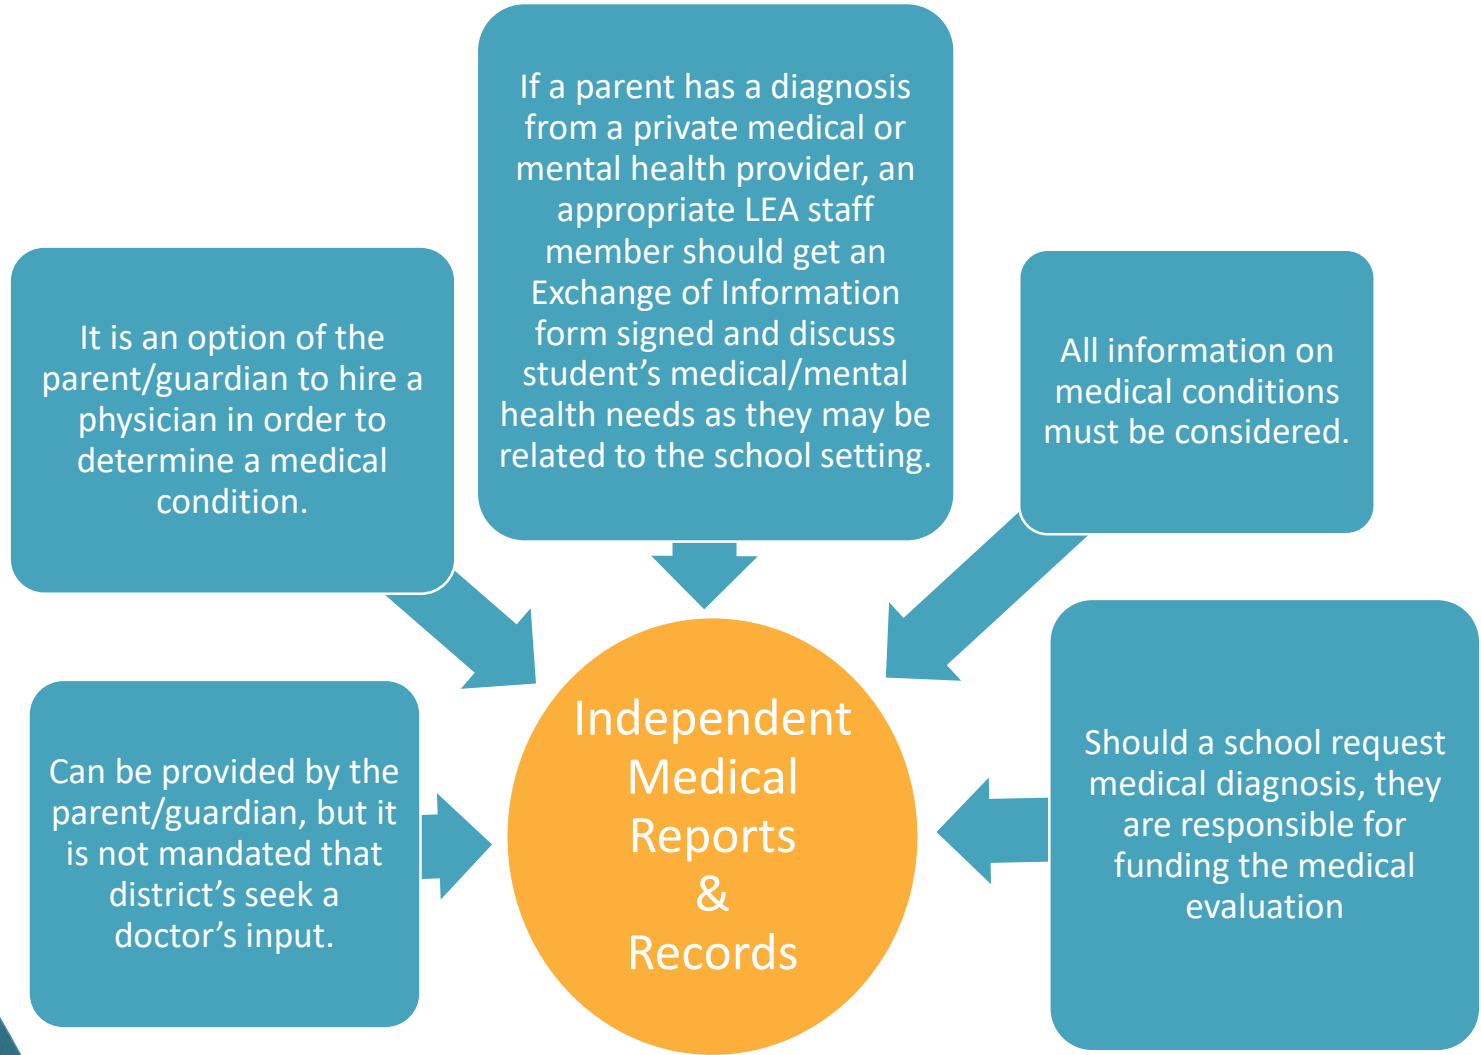 If a parent has a diagnosis
from a private medical or
mental health provider, an
appropriate LEA staff
member should get an
Exchange of Information
form signed and discuss
student’s medical/mental
health needs as they may be
related to the school setting.
It is an option of the
parent/guardian to hire a
physician in order to
determine a medical
condition.
All information on
medical conditions
must be considered.
Can be provided by the
parent/guardian, but it
is not mandated that
district’s seek a
doctor’s input.
Independent
Medical
Reports
&
Records
Should a school request
medical diagnosis, they
are responsible for
funding the medical
evaluation